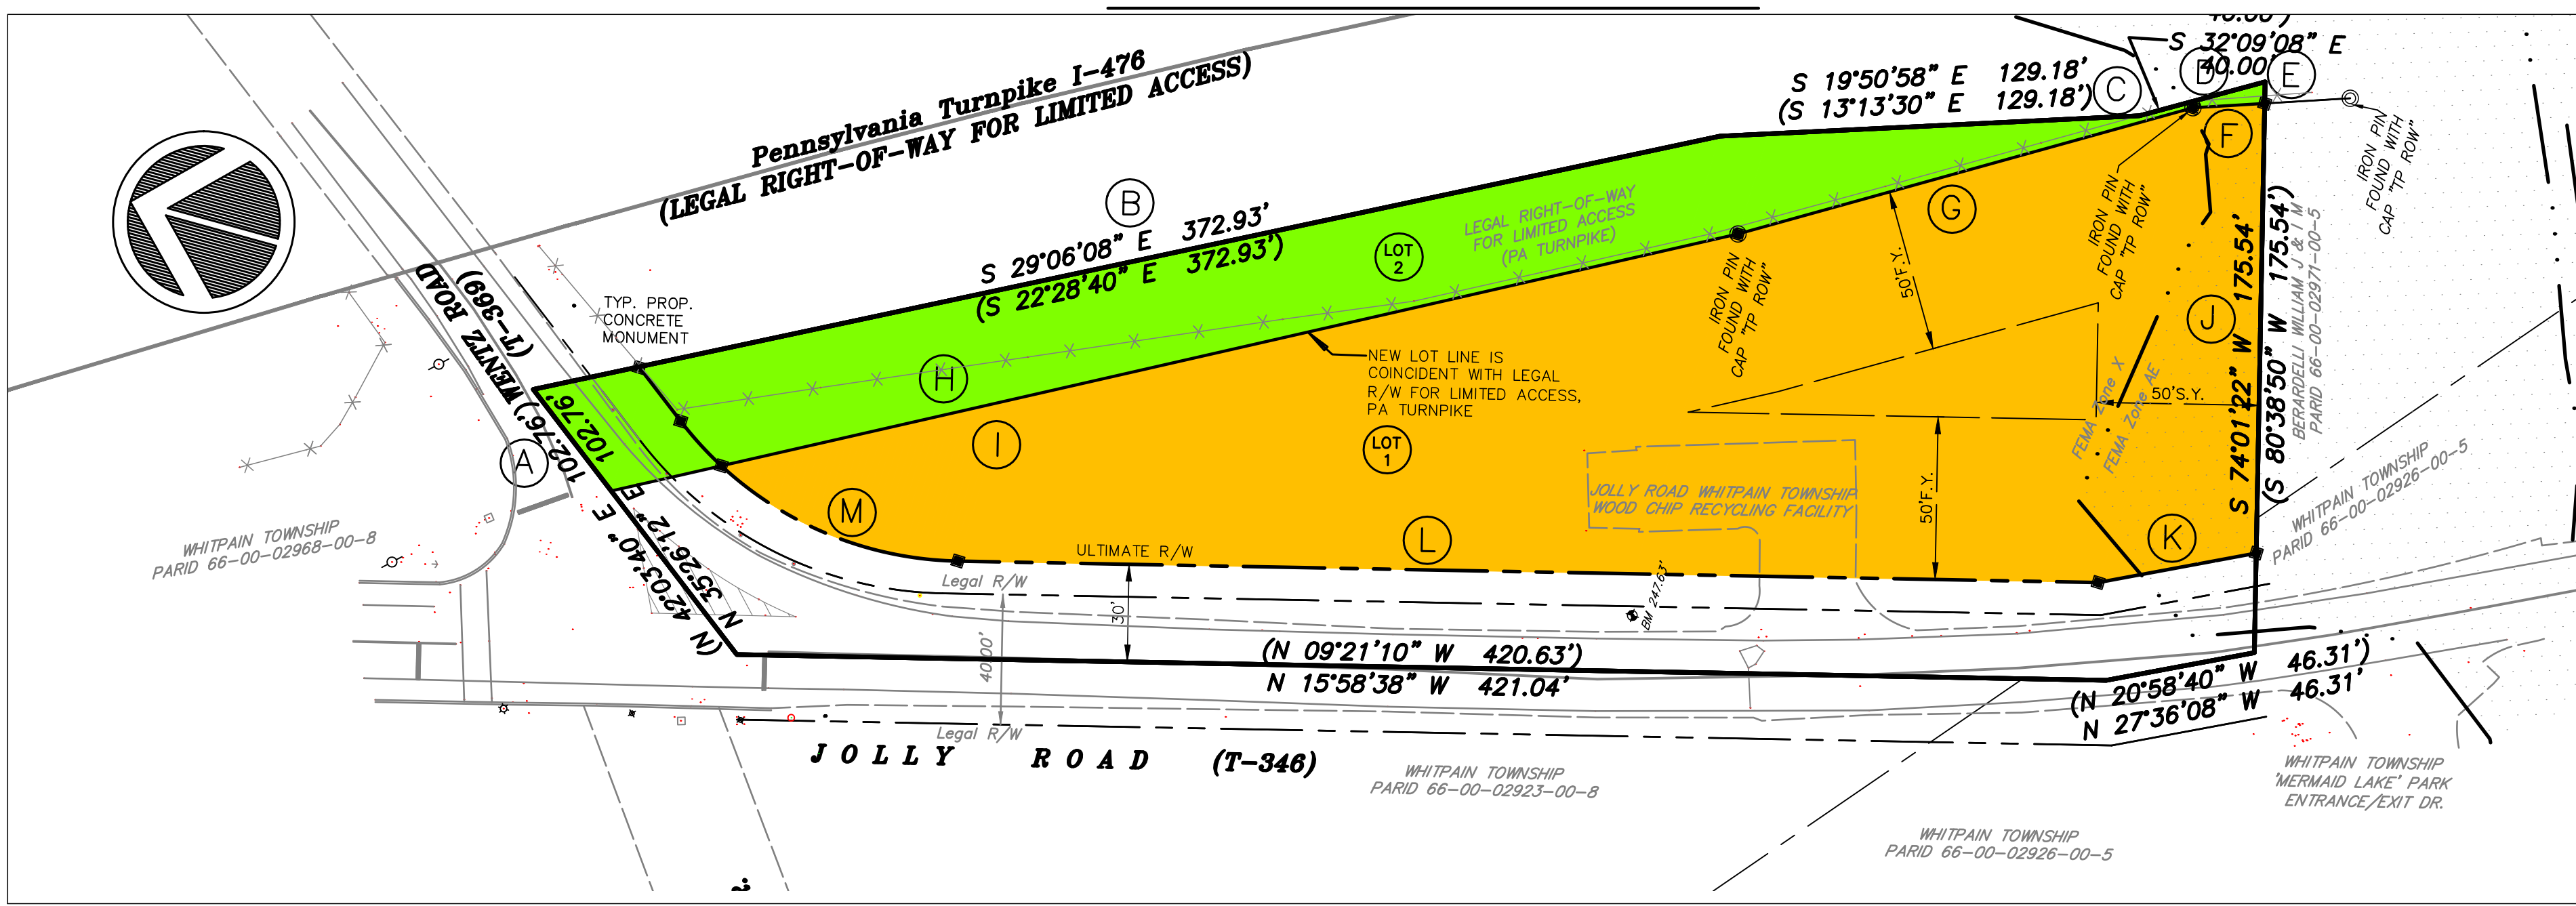 40.00')
S 32°09'08" E
40.00'
D
E
C
S 19°50'58" E 129.18'
(S 13°13'30" E 129.18')
Pennsylvania Turnpike I-476
(LEGAL RIGHT-OF-WAY FOR LIMITED ACCESS)
B
S 29°06'08" E 372.93'
(S 22°28'40" E 372.93')
LOT
2
LEGAL RIGHT-OF-WAY
FOR LIMITED ACCESS
(PA TURNPIKE)
G
F
IRON PIN
FOUND WITH
CAP "TP ROW"
IRON PIN
FOUND WITH
CAP "TP ROW"
IRON PIN
FOUND WITH
CAP "TP ROW"
50'F.Y.
WENTZ ROAD
(T-369)
TYP. PROP.
CONCRETE
MONUMENT
H
NEW LOT LINE IS
COINCIDENT WITH LEGAL
R/W FOR LIMITED ACCESS,
PA TURNPIKE
J
S 74°01'22" W 175.54'
(S 80°38'50" W 175.54')
BERARDELLI WILLIAM J & I M
PARID 66-00-02971-00-5
FEMA Zone X
FEMA Zone AE
50'S.Y.
A
102.76'
102.76')
I
LOT
1
M
L
K
JOLLY ROAD WHITPAIN TOWNSHIP
WOOD CHIP RECYCLING FACILITY
50'F.Y.
WHITPAIN TOWNSHIP
PARID 66-00-02926-00-5
WHITPAIN TOWNSHIP
PARID 66-00-02968-00-8
N 35°26'12" E
(N 42°03'40" E
ULTIMATE R/W
Legal R/W
30'
40.00'
BM 247.63'
(N 09°21'10" W 420.63')
N 15°58'38" W 421.04'
(N 20°58'40" W 46.31')
N 27°36'08" W 46.31'
Legal R/W
JOLLY ROAD (T-346)
WHITPAIN TOWNSHIP
PARID 66-00-02923-00-8
WHITPAIN TOWNSHIP
'MERMAID LAKE' PARK
ENTRANCE/EXIT DR.
WHITPAIN TOWNSHIP
PARID 66-00-02926-00-5